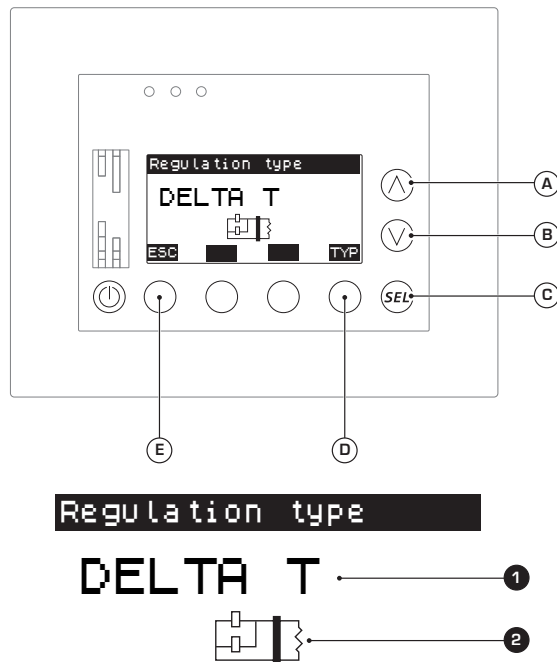 Regulation type
DELTA T
ESC
TYP
SEL
A
B
C
E
D
Regulation type
DELTA T
1
2